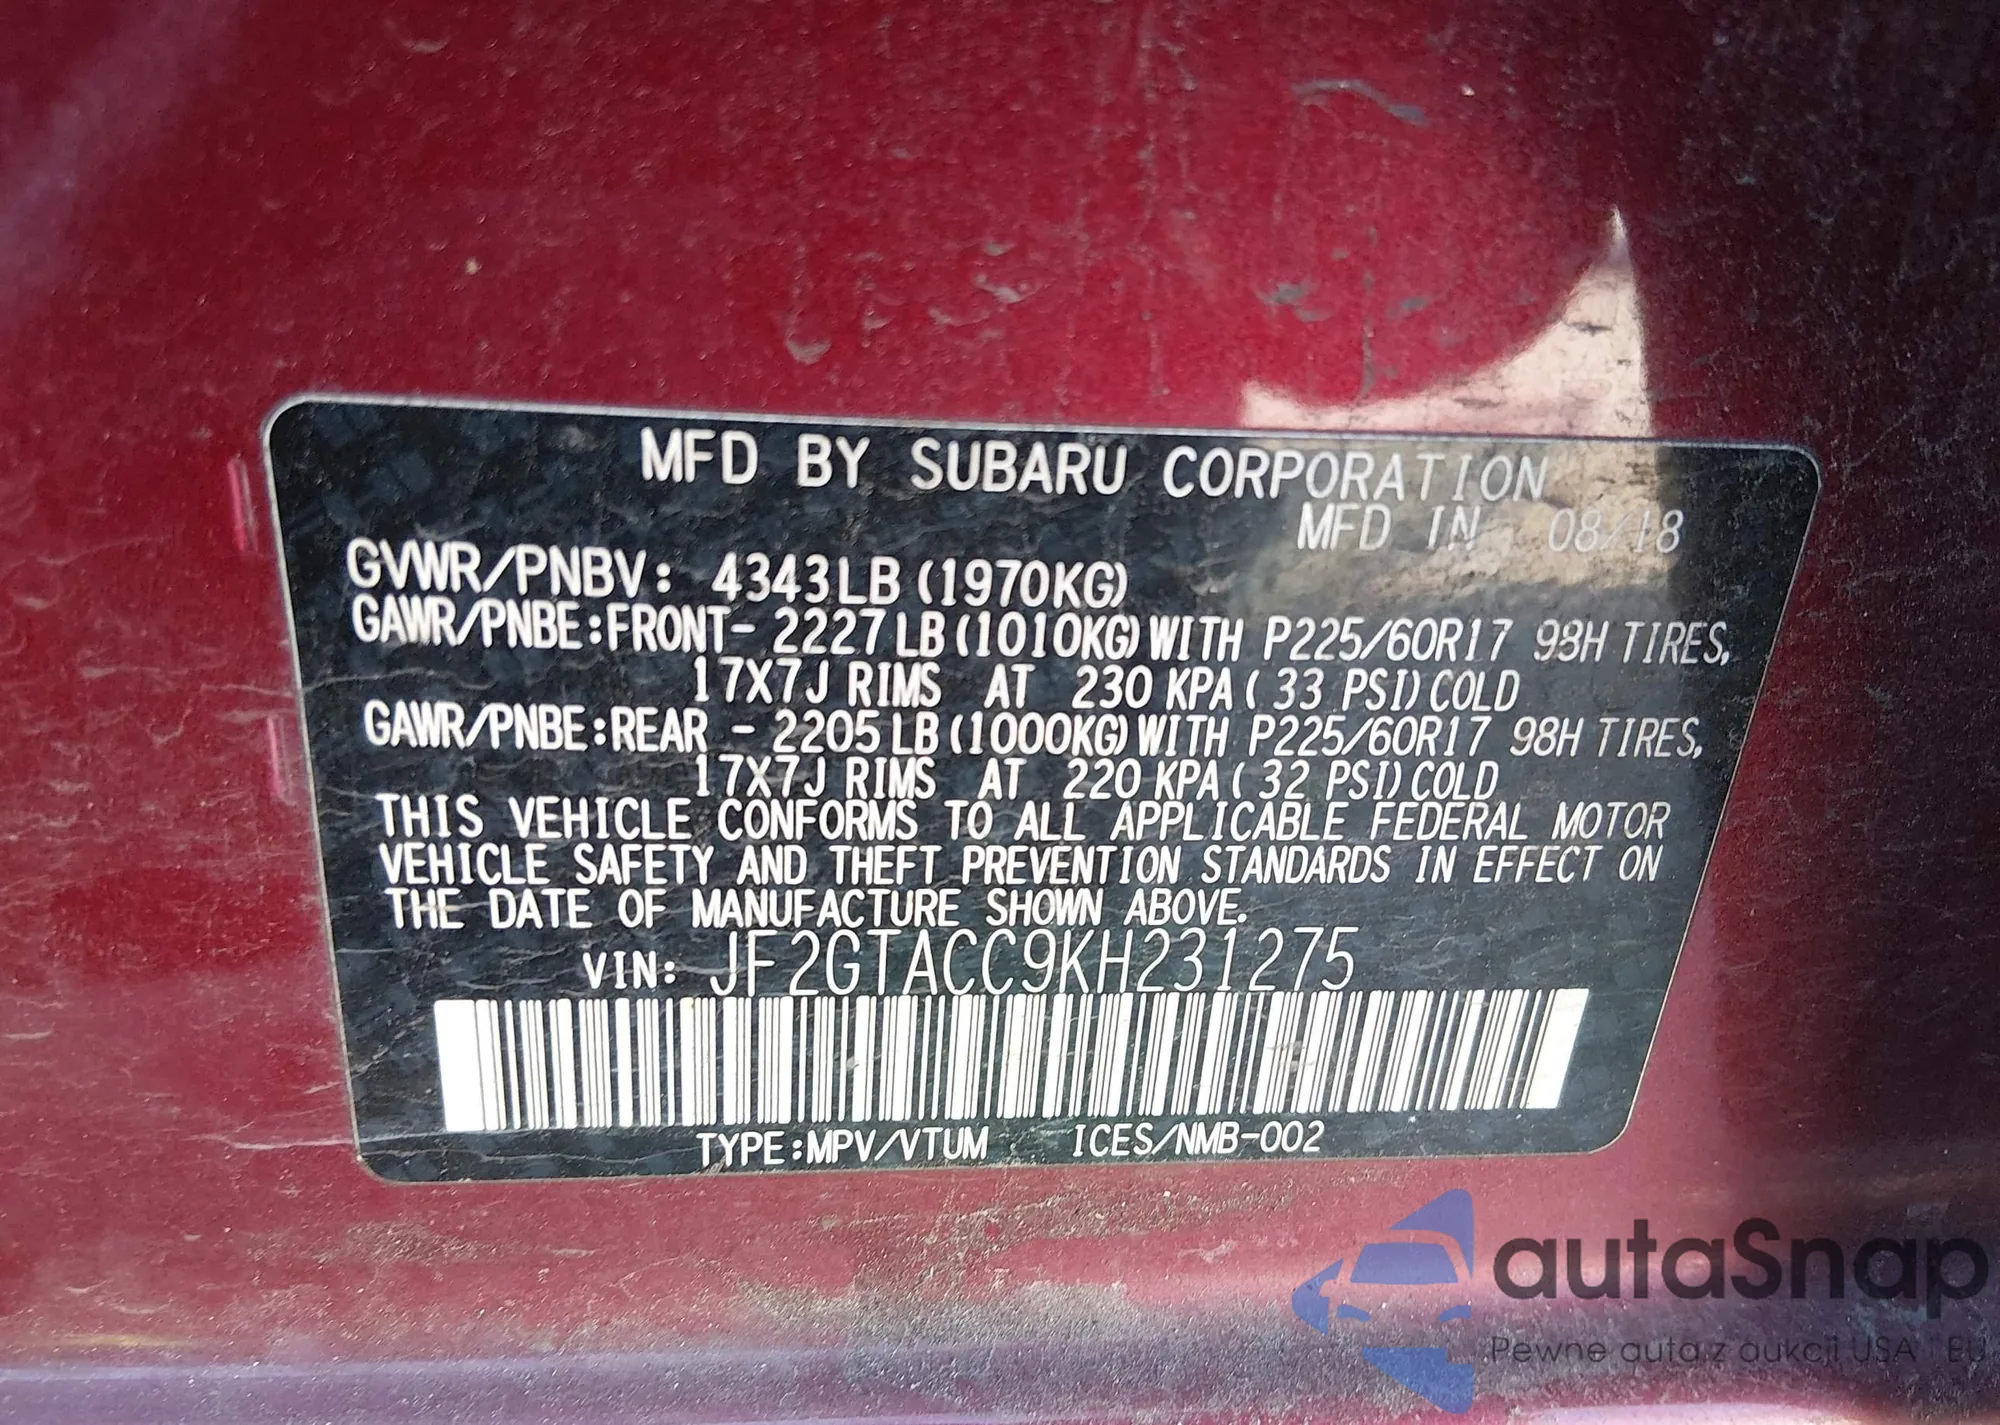 MFD BY SUBARU CORPORATION
MFD IN 08/18
GVWR/PNBV: 4343LB (1970KG)
GAWR/PNBE:FRONT- 2227LB (1010KG) WITH P225/60R17 98H TIRES,
17X7J RIMS AT 230 KPA ( 33 PSI) COLD
GAWR/PNBE:REAR - 2205LB (1000KG) WITH P225/60R17 98H TIRES,
17X7J RIMS AT 220 KPA ( 32 PSI) COLD
THIS VEHICLE CONFORMS TO ALL APPLICABLE FEDERAL MOTOR
VEHICLE SAFETY AND THEFT PREVENTION STANDARDS IN EFFECT ON
THE DATE OF MANUFACTURE SHOWN ABOVE.
VIN: JF2GTACC9KH231275
TYPE:MPV/VTUM ICES/NMB-002
autaSnap
Pewne auta z aukcji USA i EU